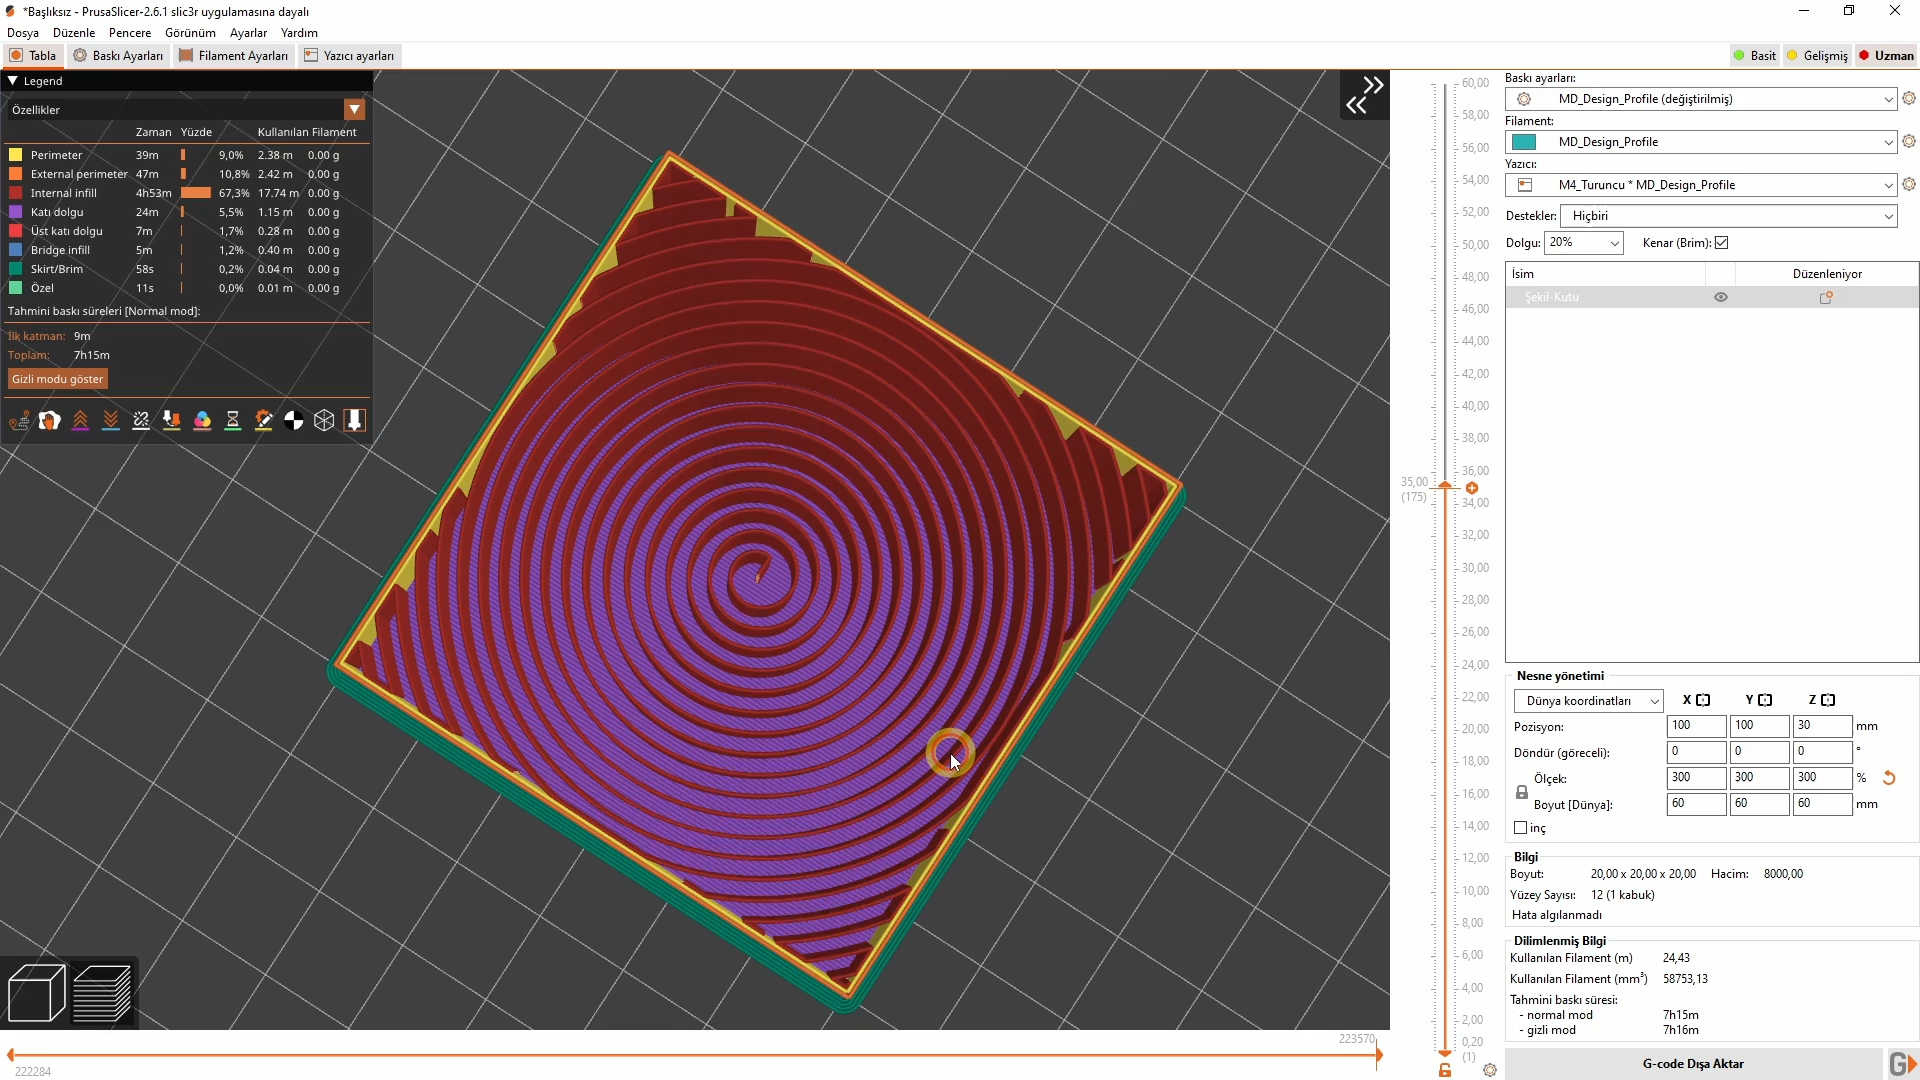 *Başlıksız - PrusaSlicer-2.6.1 slic3r uygulamasına dayalı
Dosya Düzenle Pencere Görünüm Ayarlar Yardım
Tabla Baskı Ayarları Filament Ayarları Yazıcı ayarları
Basit Gelişmiş Uzman
Legend
Özellikler
Zaman Yüzde Kullanılan Filament
Perimeter 39m 9,0% 2.38 m 0.00 g
External perimeter 47m 10,8% 2.42 m 0.00 g
Internal infill 4h53m 67,3% 17.74 m 0.00 g
Katı dolgu 24m 5,5% 1.15 m 0.00 g
Üst katı dolgu 7m 1,7% 0.28 m 0.00 g
Bridge infill 5m 1,2% 0.40 m 0.00 g
Skirt/Brim 58s 0,2% 0.04 m 0.00 g
Özel 11s 0,0% 0.01 m 0.00 g
Tahmini baskı süreleri [Normal mod]:
İlk katman: 9m
Toplam: 7h15m
Gizli modu göster
60,00
58,00
56,00
54,00
52,00
50,00
48,00
46,00
44,00
42,00
40,00
38,00
36,00
35,00
(175)
34,00
32,00
30,00
28,00
26,00
24,00
22,00
20,00
18,00
16,00
14,00
12,00
10,00
8,00
6,00
4,00
2,00
0,20
(1)
223570
222284
Baskı ayarları:
MD_Design_Profile (değiştirilmiş)
Filament:
MD_Design_Profile
Yazıcı:
M4_Turuncu * MD_Design_Profile
Destekler: Hiçbiri
Dolgu: 20% Kenar (Brim):
İsim Düzenleniyor
Şekil-Kutu
Nesne yönetimi
Dünya koordinatları X Y Z
Pozisyon: 100 100 30 mm
Döndür (göreceli): 0 0 0 °
Ölçek: 300 300 300 %
Boyut [Dünya]: 60 60 60 mm
inç
Bilgi
Boyut: 20,00 x 20,00 x 20,00 Hacim: 8000,00
Yüzey Sayısı: 12 (1 kabuk)
Hata algılanmadı
Dilimlenmiş Bilgi
Kullanılan Filament (m) 24,43
Kullanılan Filament (mm³) 58753,13
Tahmini baskı süresi:
- normal mod 7h15m
- gizli mod 7h16m
G-code Dışa Aktar
G